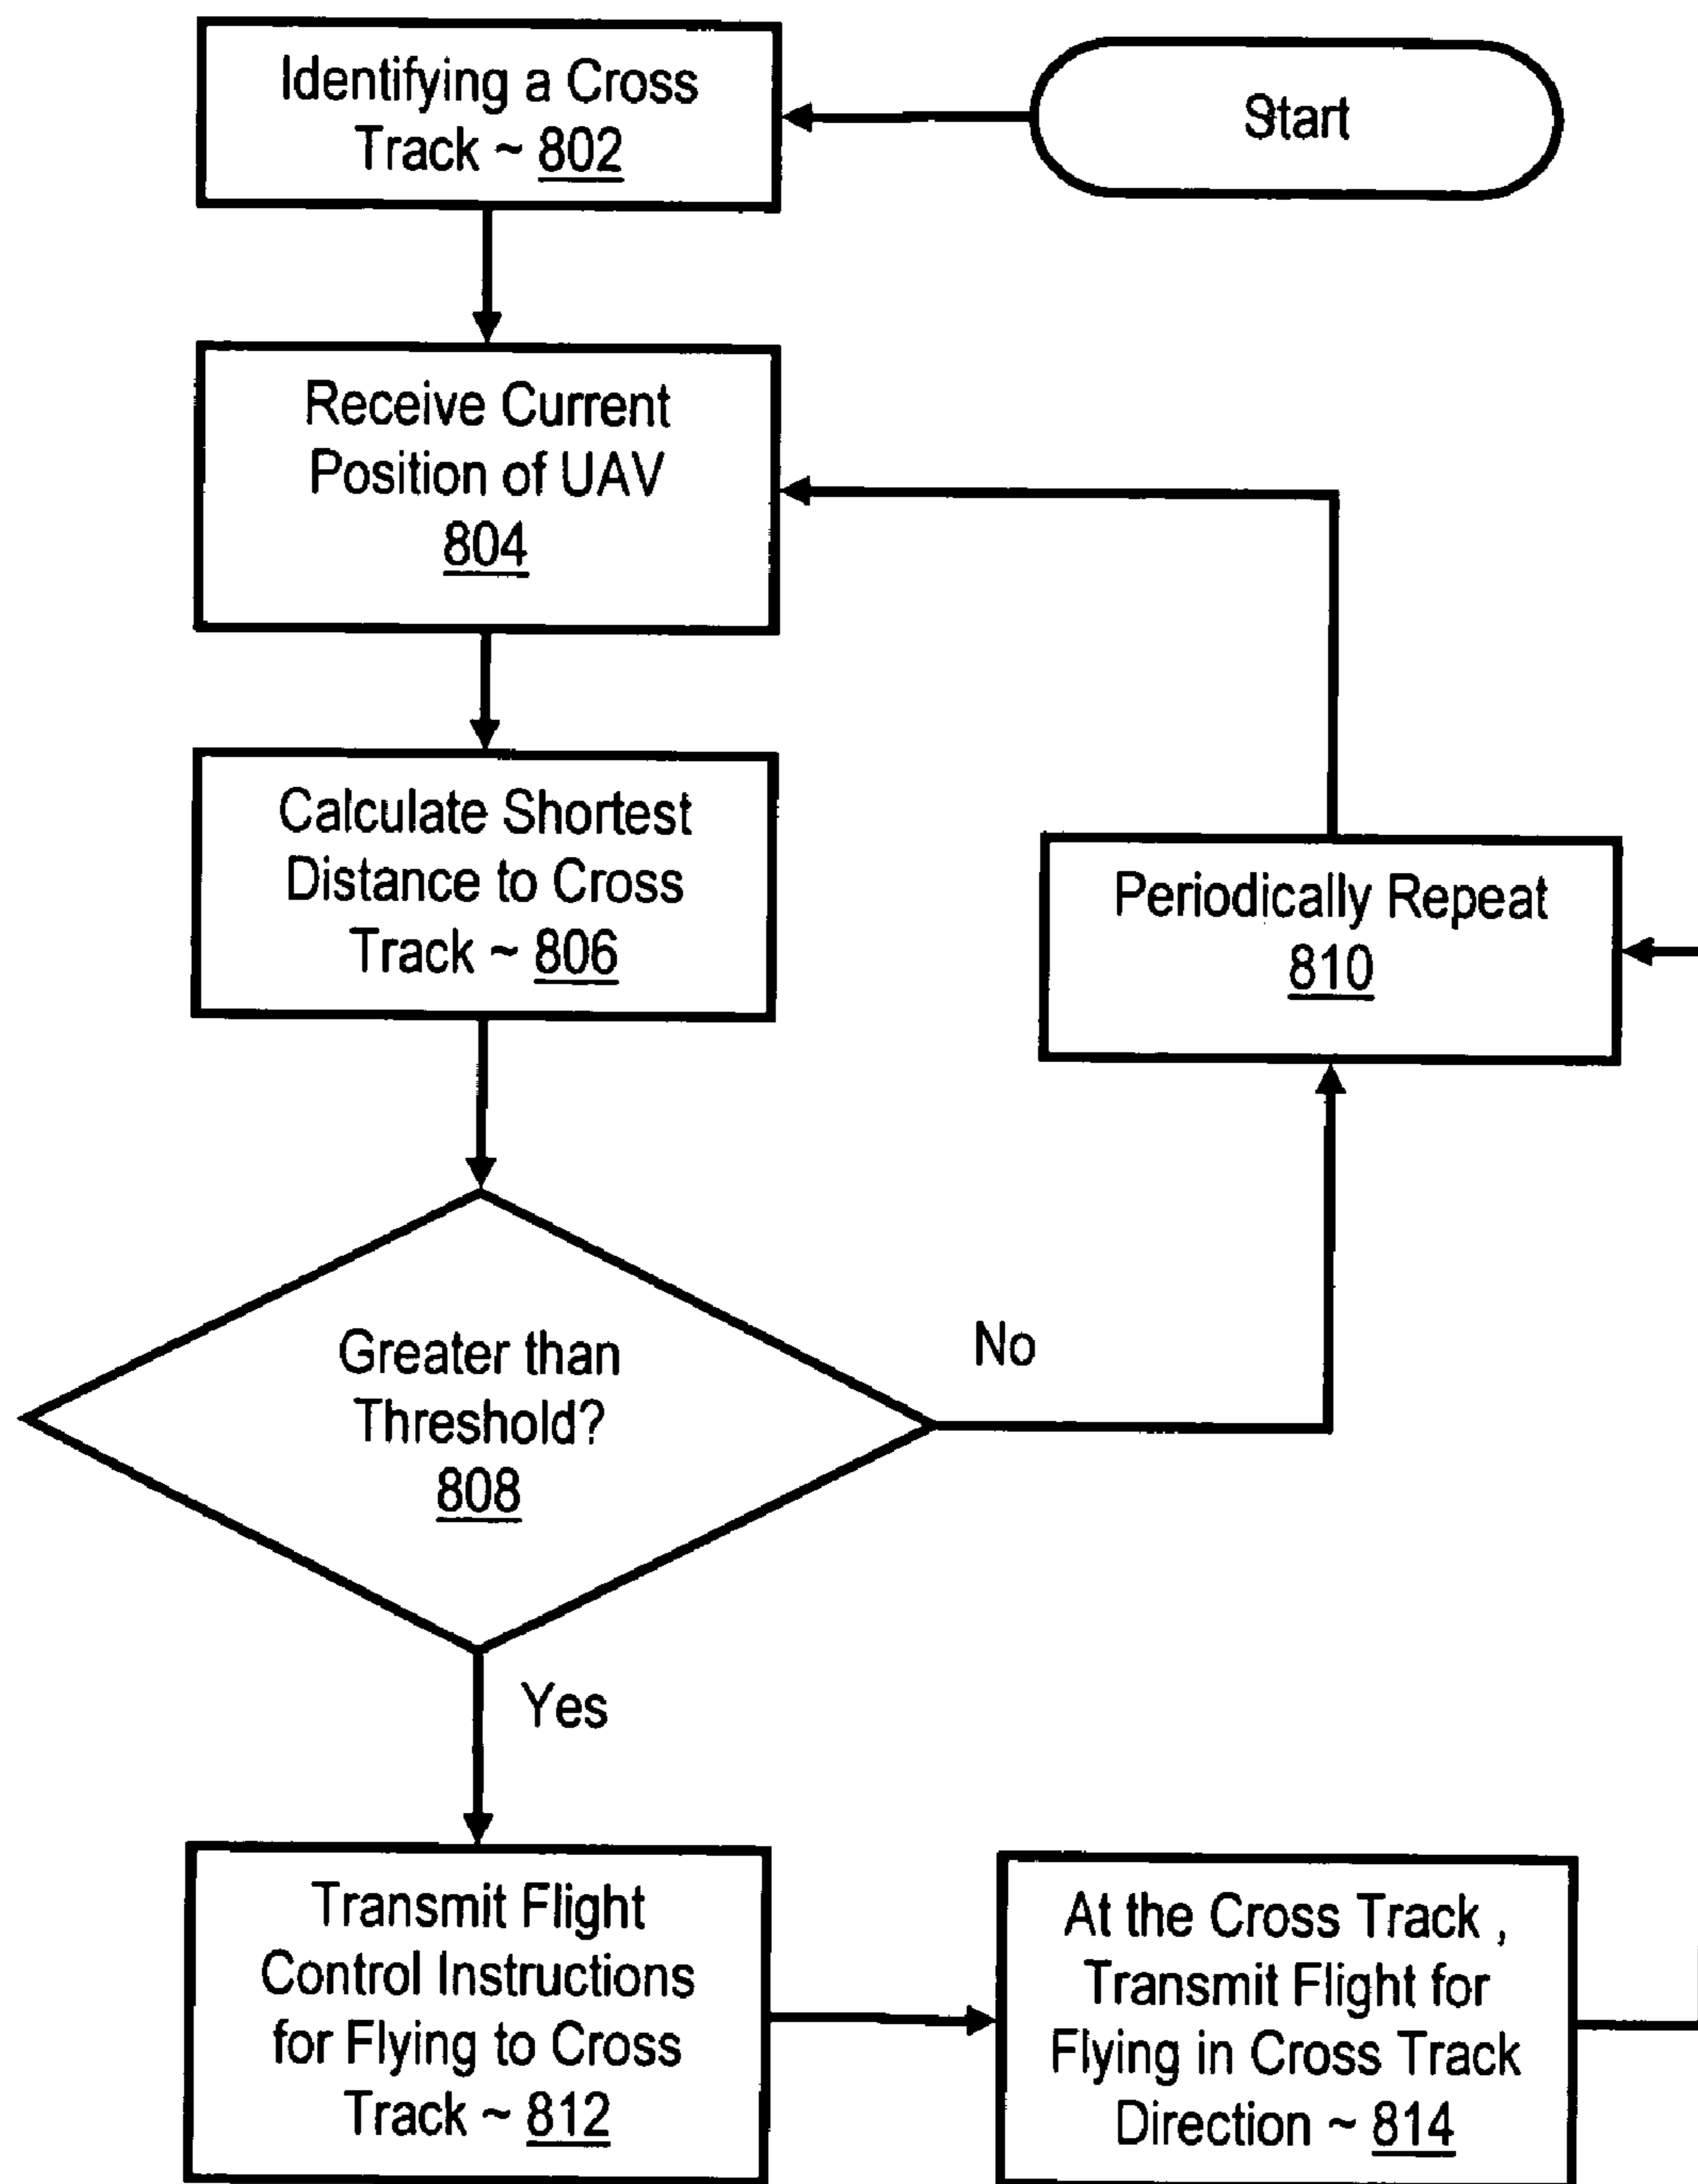 Start
Identifying a Cross
Track ~ 802
Receive Current
Position of UAV
804
Calculate Shortest
Distance to Cross
Track ~ 806
Periodically Repeat
810
Greater than
Threshold?
808
No
Yes
Transmit Flight
Control Instructions
for Flying to Cross
Track ~ 812
At the Cross Track ,
Transmit Flight for
Flying in Cross Track
Direction ~ 814